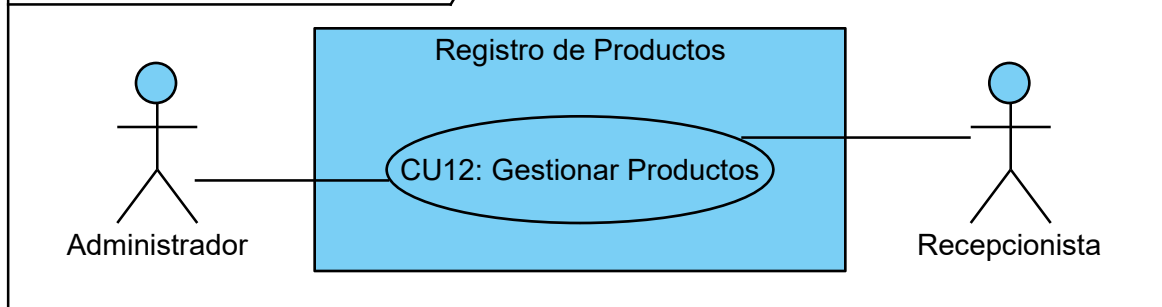 Registro de Productos
CU12: Gestionar Productos
Administrador
Recepcionista